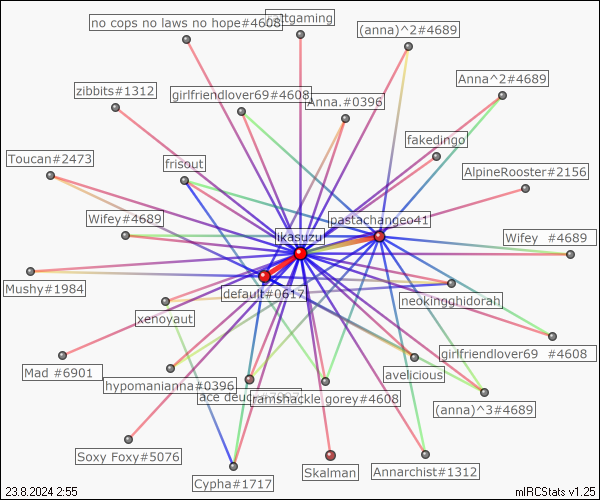 no cops no laws no hope#4608
ottgaming
(anna)^2#4689
Anna^2#4689
zibbits#1312
girlfriendlover69#4608
Anna.#0396
fakedingo
Toucan#2473
frisout
AlpineRooster#2156
Wifey#4689
pastachangeo41
ikasuzu
Wifey #4689
Mushy#1984
default#0617
neokingghidorah
xenoyaut
girlfriendlover69 #4608
Mad #6901
avelicious
hypomanianna#0396
ace deuce
ramshackle gorey#4608
(anna)^3#4689
Soxy Foxy#5076
Skalman
Annarchist#1312
Cypha#1717
23.8.2024 2:55
mIRCStats v1.25